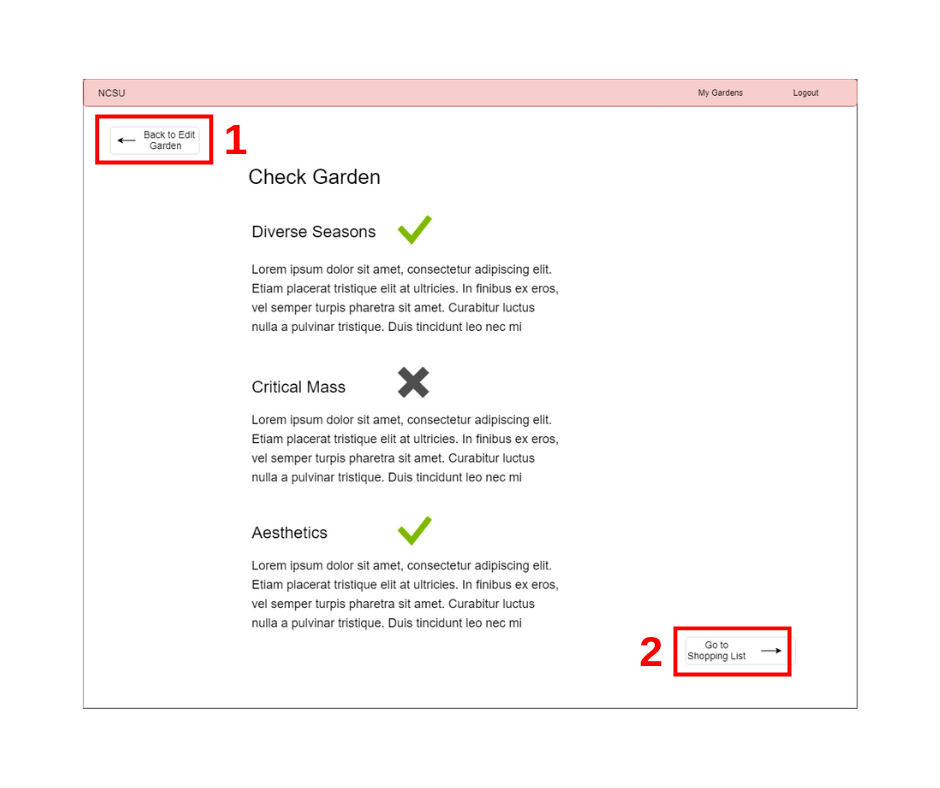 NCSU
My Gardens
Logout
Back to Edit
Garden
1
Check Garden
Diverse Seasons
Lorem ipsum dolor sit amet, consectetur adipiscing elit.
Etiam placerat tristique elit at ultricies. In finibus ex eros,
vel semper turpis pharetra sit amet. Curabitur luctus
nulla a pulvinar tristique. Duis tincidunt leo nec mi
Critical Mass
Lorem ipsum dolor sit amet, consectetur adipiscing elit.
Etiam placerat tristique elit at ultricies. In finibus ex eros,
vel semper turpis pharetra sit amet. Curabitur luctus
nulla a pulvinar tristique. Duis tincidunt leo nec mi
Aesthetics
Lorem ipsum dolor sit amet, consectetur adipiscing elit.
Etiam placerat tristique elit at ultricies. In finibus ex eros,
vel semper turpis pharetra sit amet. Curabitur luctus
nulla a pulvinar tristique. Duis tincidunt leo nec mi
2
Go to
Shopping List